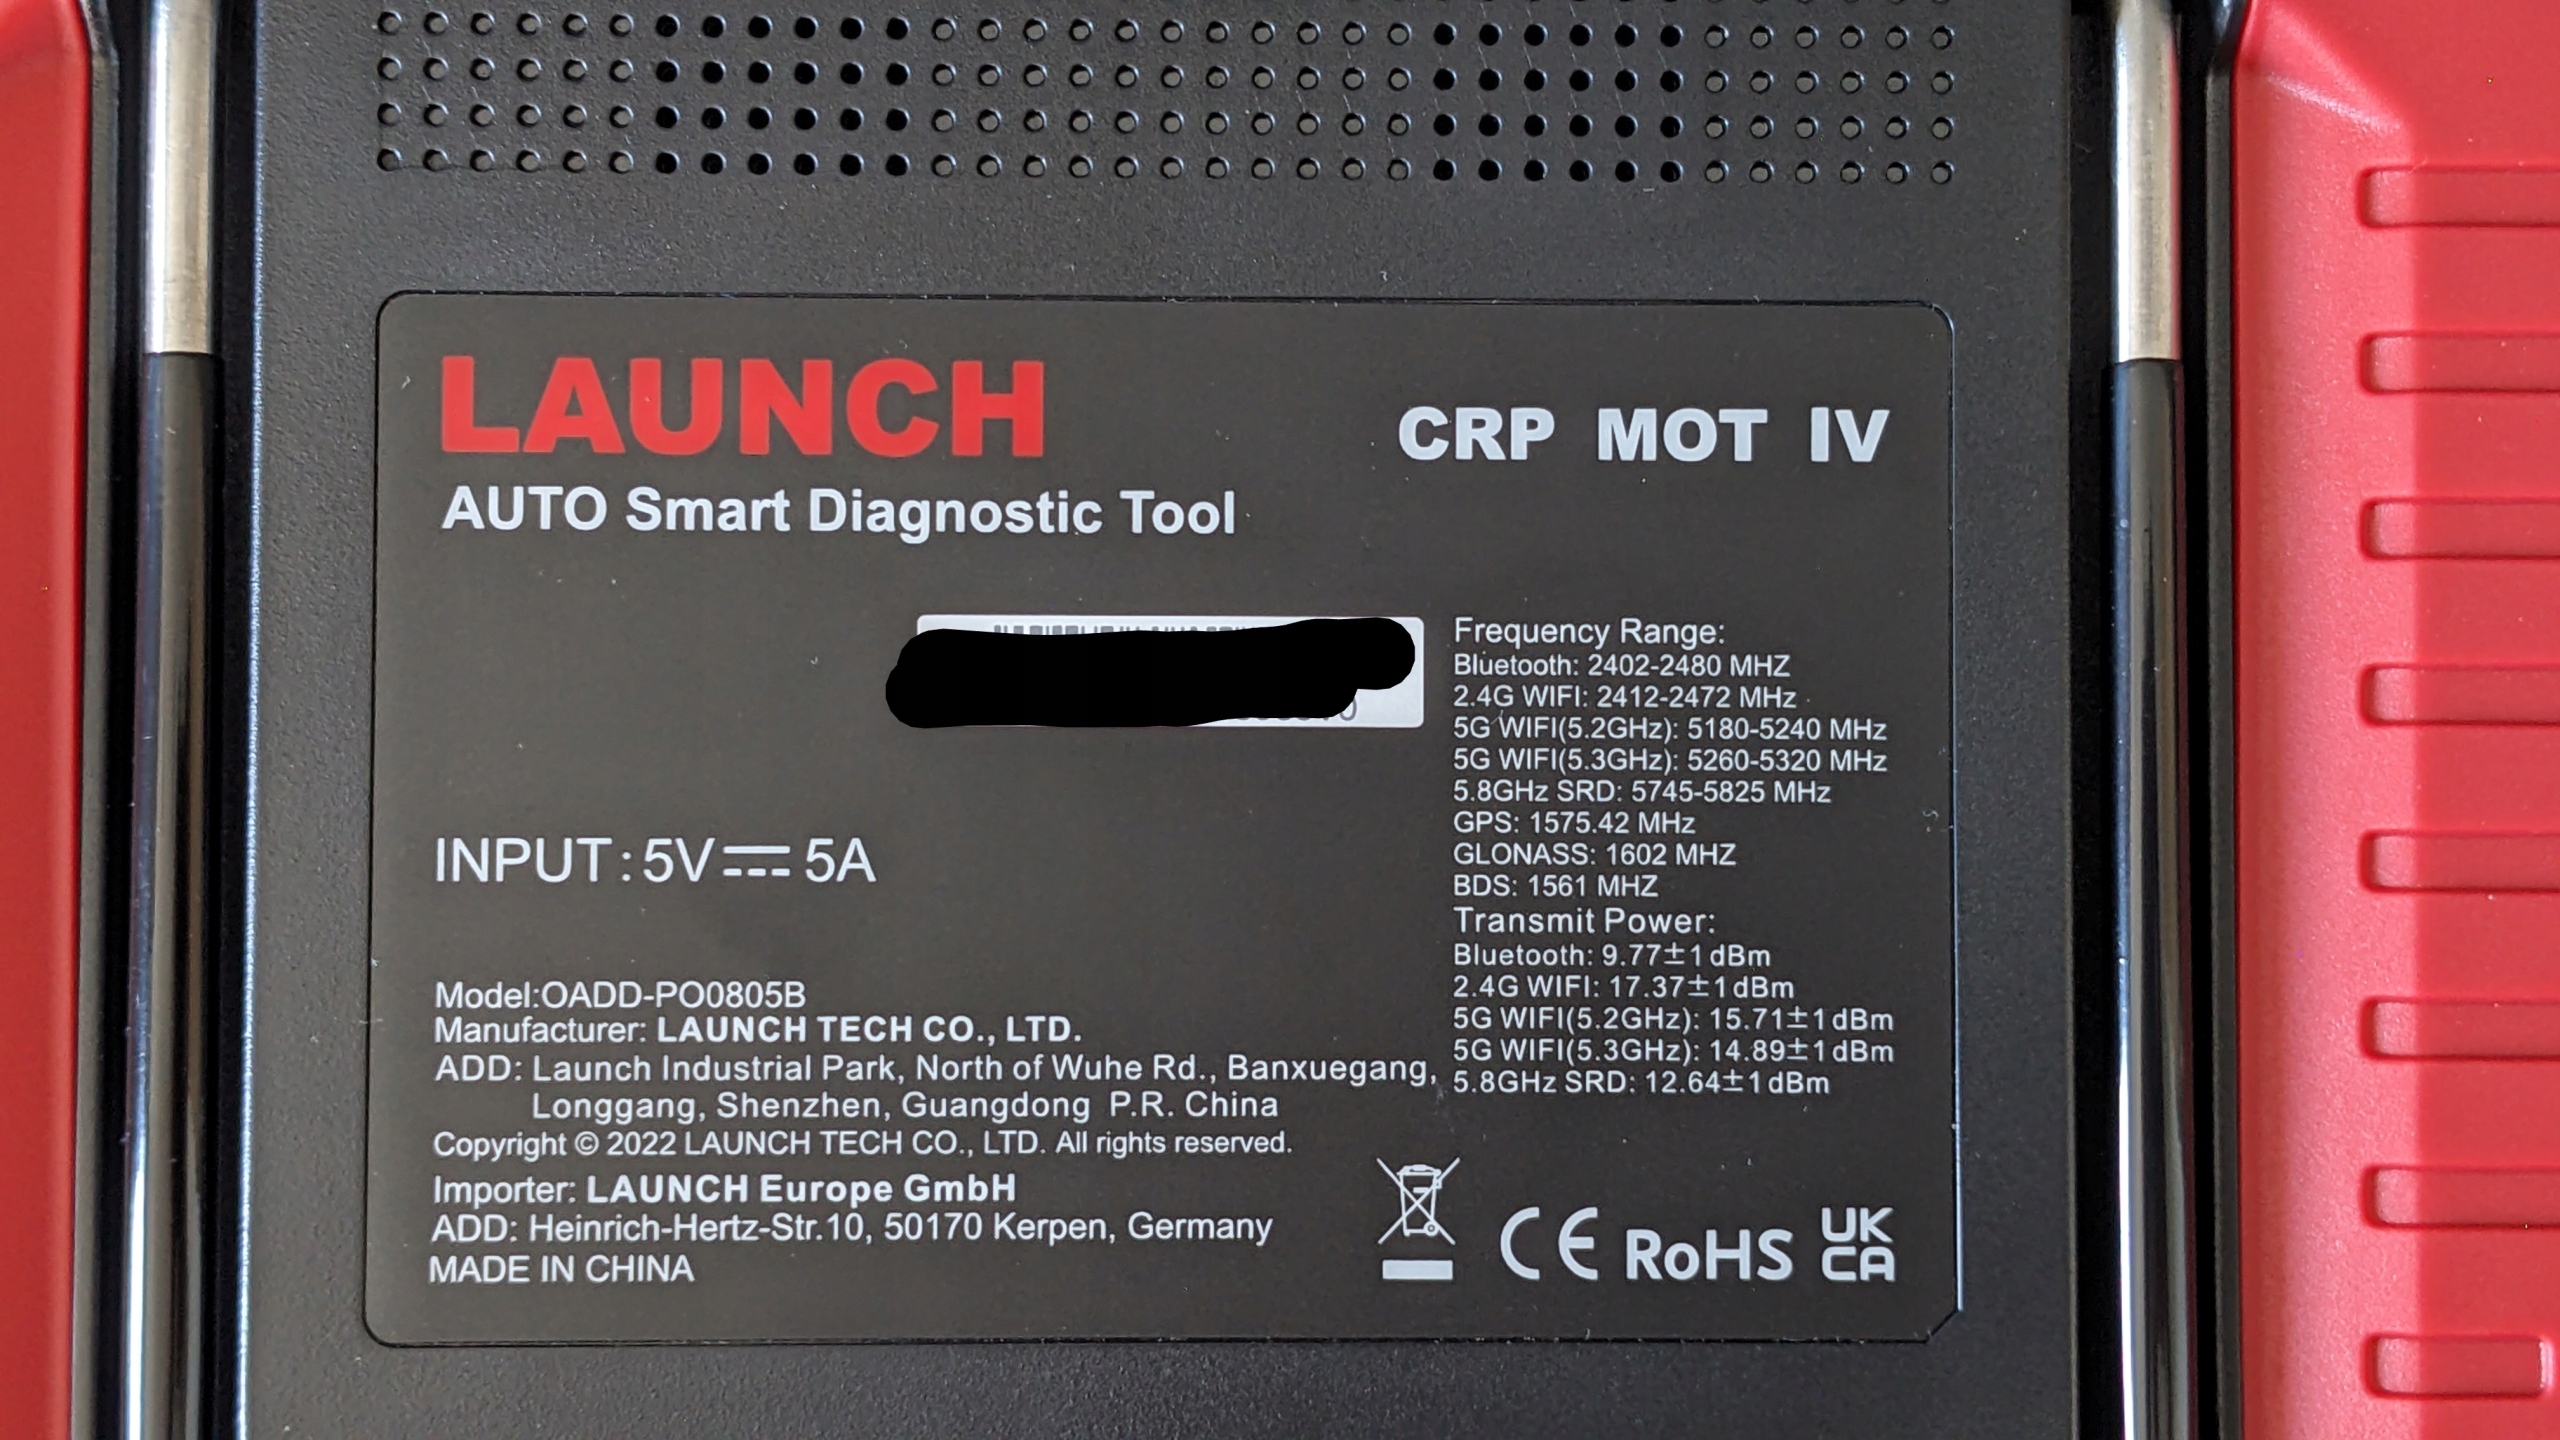 LAUNCH
CRP MOT IV
AUTO Smart Diagnostic Tool
INPUT: 5V 5A
Model:OADD-PO0805B
Manufacturer: LAUNCH TECH CO., LTD.
ADD: Launch Industrial Park, North of Wuhe Rd., Banxuegang,
Longgang, Shenzhen, Guangdong P.R. China
Copyright © 2022 LAUNCH TECH CO., LTD. All rights reserved.
Importer: LAUNCH Europe GmbH
ADD: Heinrich-Hertz-Str.10, 50170 Kerpen, Germany
MADE IN CHINA
Frequency Range:
Bluetooth: 2402-2480 MHZ
2.4G WIFI: 2412-2472 MHz
5G WIFI(5.2GHz): 5180-5240 MHz
5G WIFI(5.3GHz): 5260-5320 MHz
5.8GHz SRD: 5745-5825 MHz
GPS: 1575.42 MHz
GLONASS: 1602 MHZ
BDS: 1561 MHZ
Transmit Power:
Bluetooth: 9.77±1dBm
2.4G WIFI: 17.37±1dBm
5G WIFI(5.2GHz): 15.71±1dBm
5G WIFI(5.3GHz): 14.89±1dBm
5.8GHz SRD: 12.64±1dBm
CE RoHS UK
CA